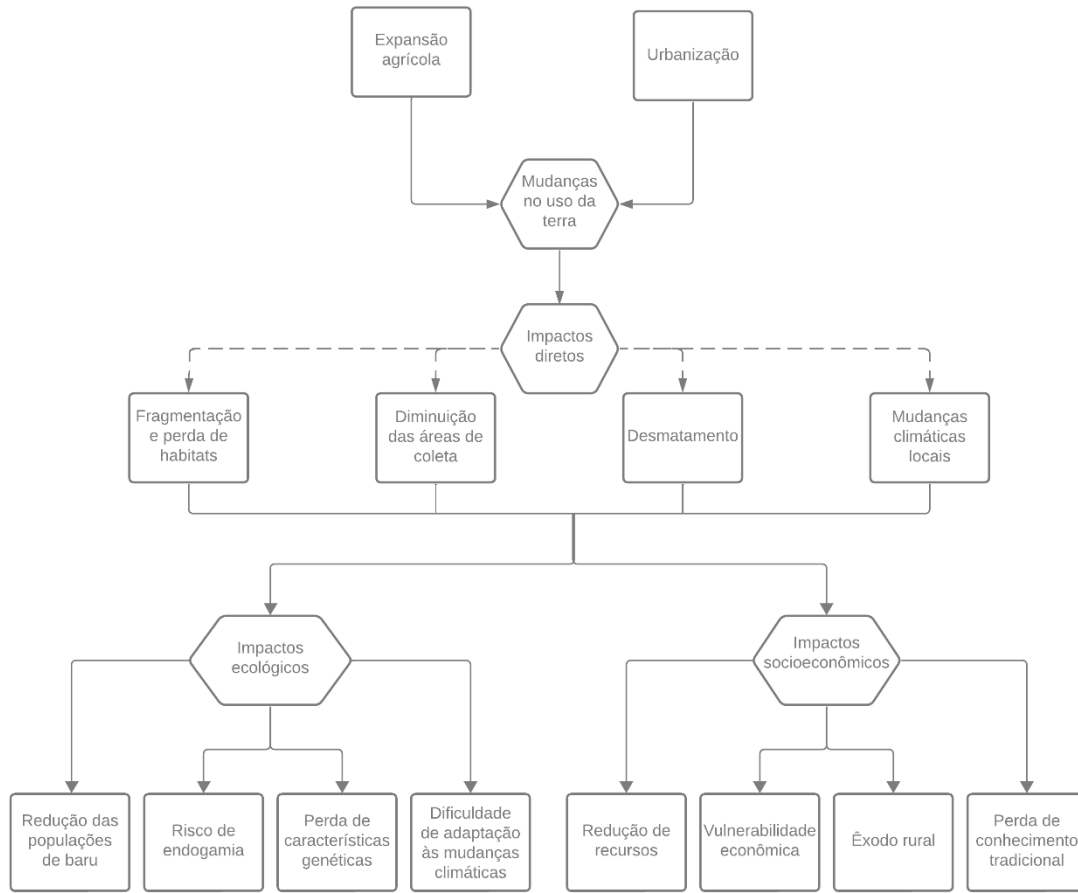 Expansão
agrícola
Urbanização
Mudanças
no uso da
terra
Impactos
diretos
Fragmentação
e perda de
habitats
Diminuição
das áreas de
coleta
Desmatamento
Mudanças
climáticas
locais
Impactos
ecológicos
Impactos
socioeconômicos
Redução das
populações
de baru
Risco de
endogamia
Perda de
características
genéticas
Dificuldade
de adaptação
às mudanças
climáticas
Redução de
recursos
Vulnerabilidade
econômica
Êxodo rural
Perda de
conhecimento
tradicional